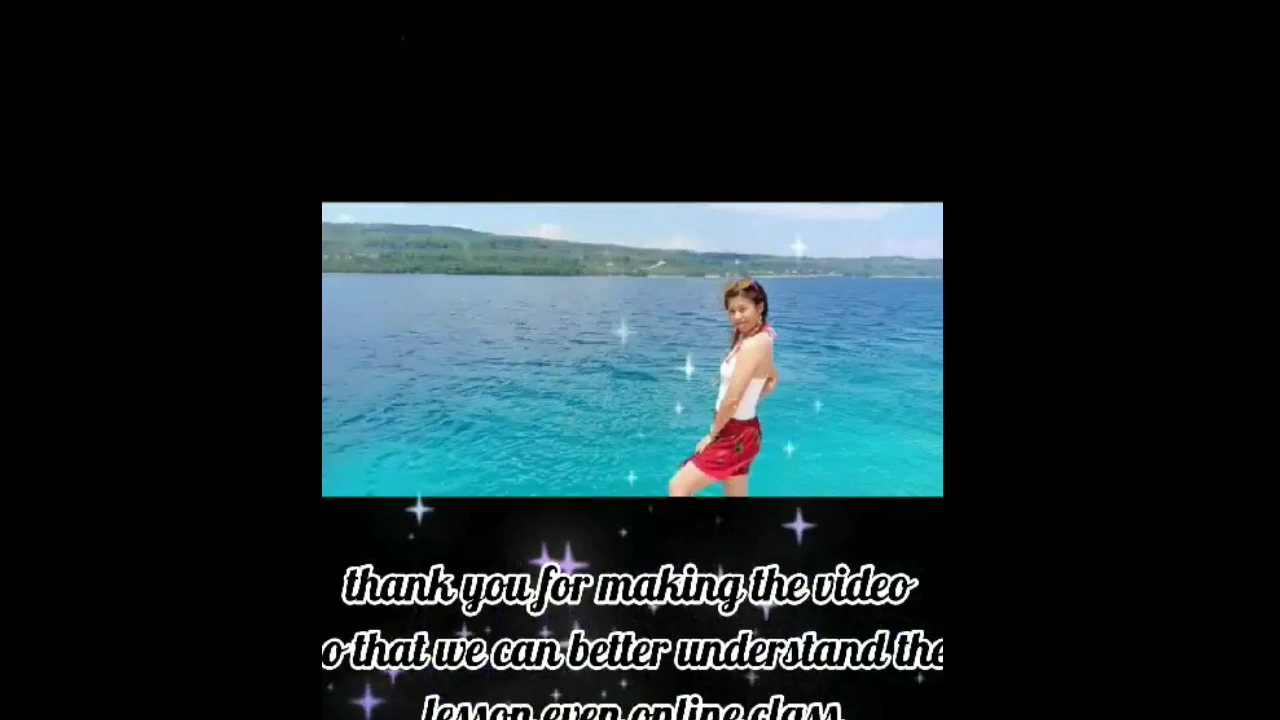 thank you for making the video
o that we can better understand the
lesson even online class